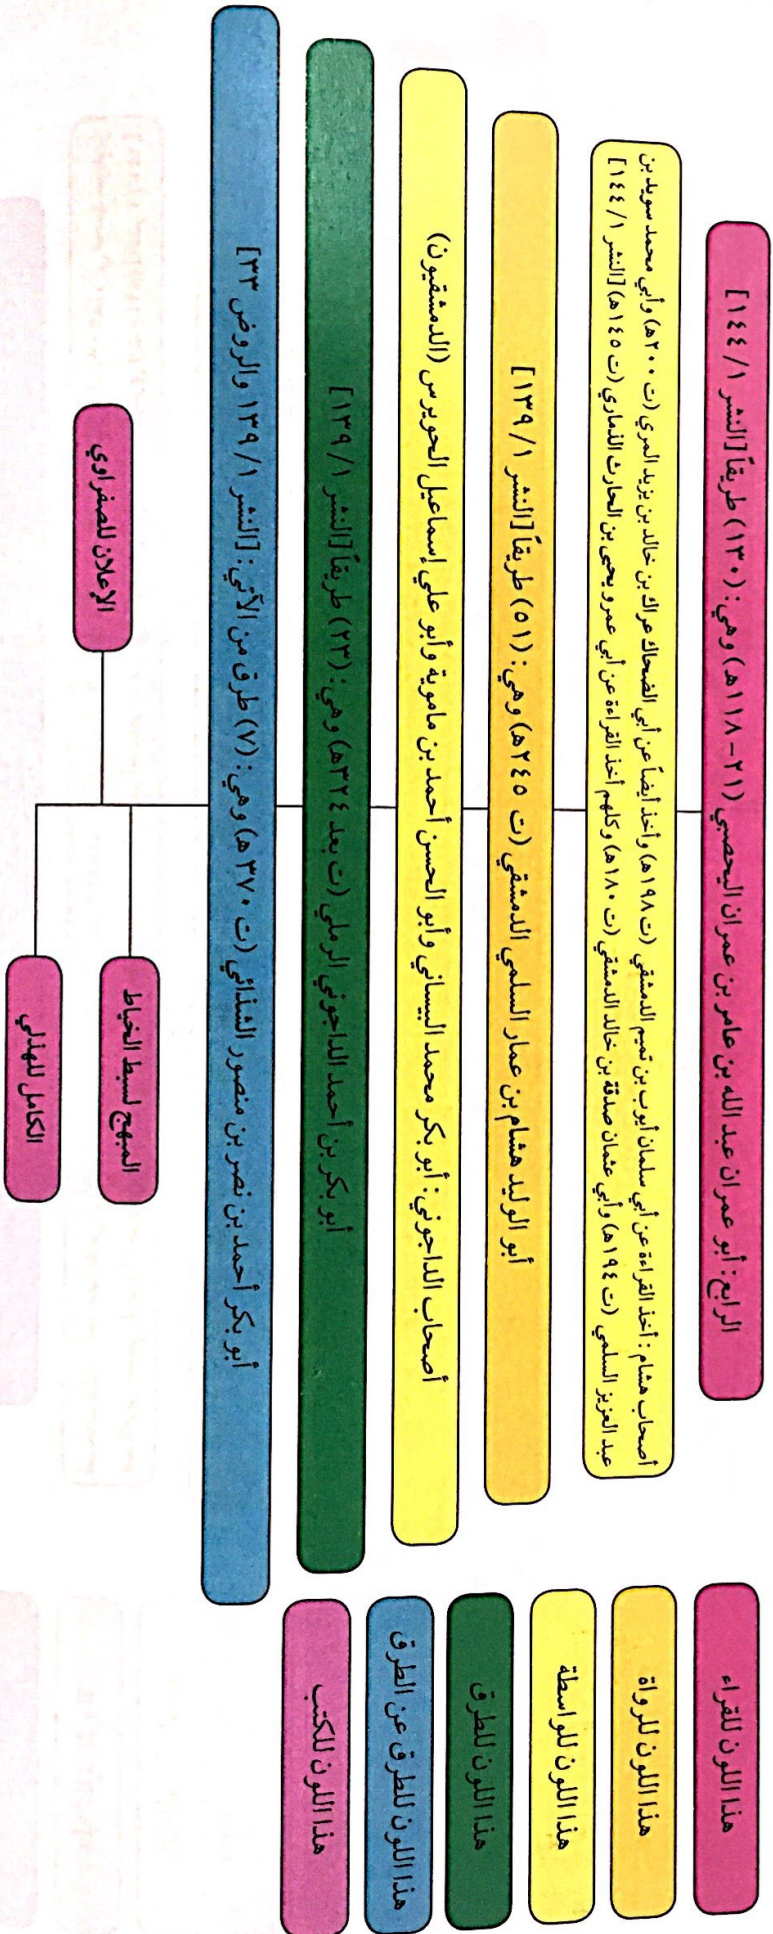 الرابع: أبو عمران عبد الله بن عامر بن عمران اليحصبي (٢١ - ١١٨هـ) وهي: (١٣٠) طريقاً [النشر ١/ ١٤٤]
أصحاب هشام: أخذ القراءة عن أبي سلمان أيوب بن تميم الدمشقي (ت ١٩٨هـ) وأخذ أيضاً عن أبي الضحاك عراك بن خالد بن يزيد المري (ت ٢٠٠هـ) وأبي محمد سويد بن
عبد العزيز السلمي (ت ١٩٤هـ) وأبي عثمان صدقة بن خالد الدمشقي (ت ١٨٠هـ) وكلهم أخذ القراءة عن أبي عمرو يحيى بن الحارث الذماري (ت ١٤٥هـ) [النشر ١/ ١٤٤]
أبو الوليد هشام بن عمار السلمي الدمشقي (ت ٢٤٥هـ) وهي: (٥١) طريقاً [النشر ١/ ١٣٩]
أصحاب الداجوني: أبو بكر محمد البيساني وأبو الحسن أحمد بن مامويه وأبو علي إسماعيل الحويرس (الدمشقيون)
أبو بكر بن أحمد الداجوني الرملي (ت بعد ٣٢٤هـ) وهي: (٢٣) طريقاً [النشر ١/ ١٣٩]
أبو بكر أحمد بن نصر بن منصور الشذائي (ت ٣٧٠هـ) وهي: (٧) طرق من الآتي: [النشر ١/ ١٣٩ والروض ٣٣]
الإعلان للصفراوي
المبهج لسبط الخياط
الكامل للهذلي
هذا اللون للقراء
هذا اللون للرواة
هذا اللون للواسطة
هذا اللون للطرق
هذا اللون للطرق عن الطرق
هذا اللون للكتب